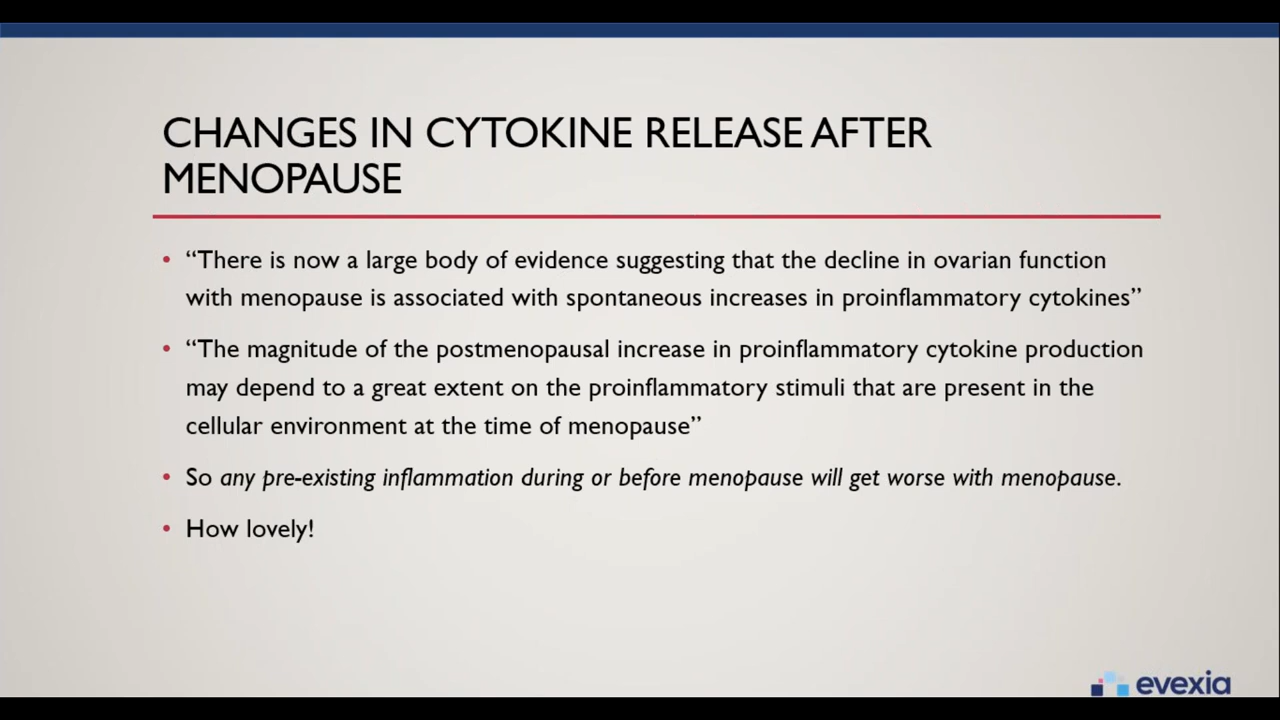 CHANGES IN CYTOKINE RELEASE AFTER
MENOPAUSE
• “There is now a large body of evidence suggesting that the decline in ovarian function
with menopause is associated with spontaneous increases in proinflammatory cytokines”
• “The magnitude of the postmenopausal increase in proinflammatory cytokine production
may depend to a great extent on the proinflammatory stimuli that are present in the
cellular environment at the time of menopause”
• So any pre-existing inflammation during or before menopause will get worse with menopause.
• How lovely!
evexia